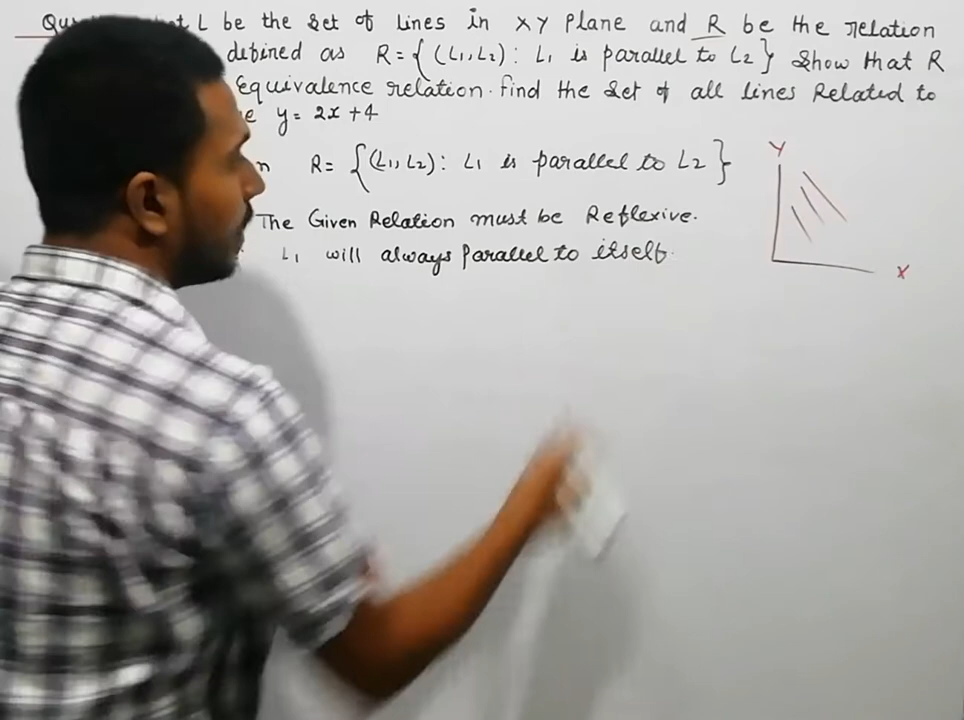 L be the set of Lines in XY Plane and R be the relation
defined as R={(L1,L2): L1 is parallel to L2} Show that R
Equivalence relation. Find the Set of all lines Related to
y= 2x+4
R= {(L1, L2): L1 is parallel to L2}
The Given Relation must be Reflexive.
L1 will always Parallel to itself.
Y
X